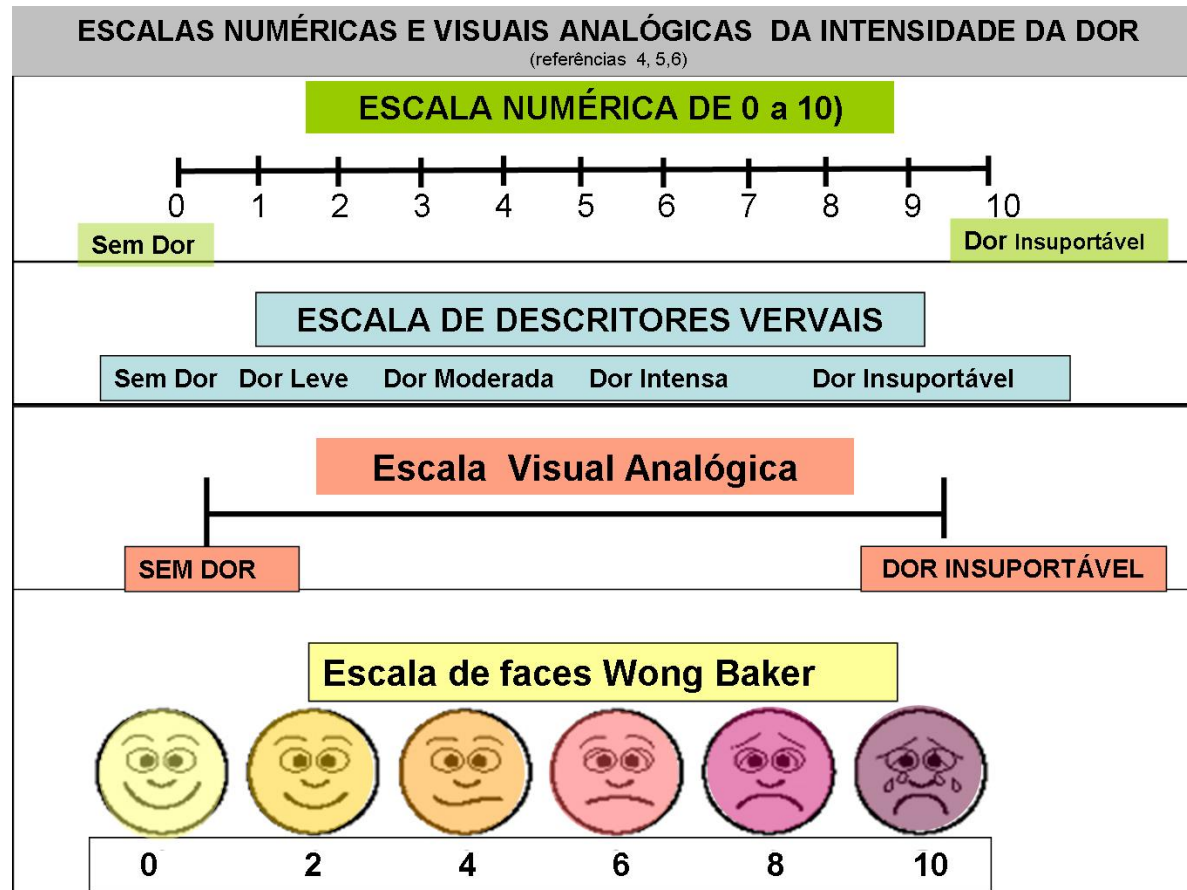 ESCALAS NUMÉRICAS E VISUAIS ANALÓGICAS DA INTENSIDADE DA DOR
(referências 4, 5,6)
ESCALA NUMÉRICA DE 0 a 10)
0 1 2 3 4 5 6 7 8 9 10
Sem Dor Dor Insuportável
ESCALA DE DESCRITORES VERVAIS
Sem Dor Dor Leve Dor Moderada Dor Intensa Dor Insuportável
Escala Visual Analógica
SEM DOR DOR INSUPORTÁVEL
Escala de faces Wong Baker
0 2 4 6 8 10